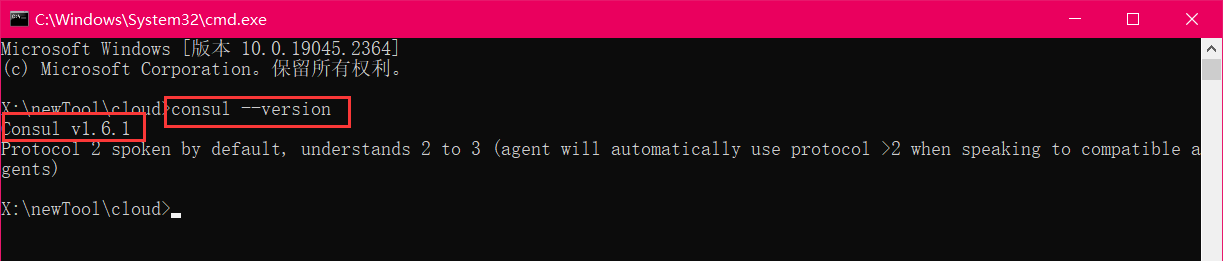 C:\Windows\System32\cmd.exe
Microsoft Windows [版本 10.0.19045.2364]
(c) Microsoft Corporation。保留所有权利。
X:\newTool\cloud>consul --version
Consul v1.6.1
Protocol 2 spoken by default, understands 2 to 3 (agent will automatically use protocol >2 when speaking to compatible a
gents)
X:\newTool\cloud>